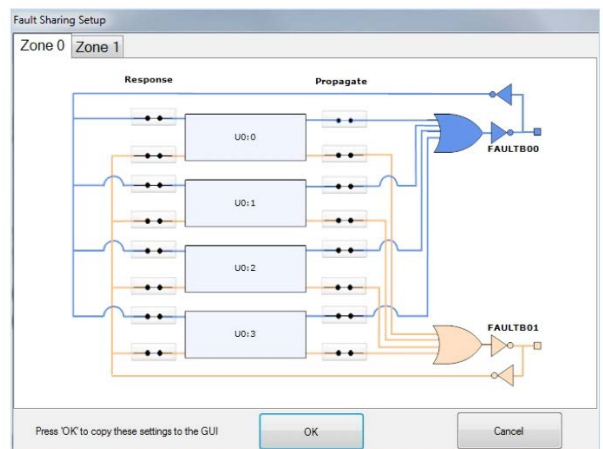 Fault Sharing Setup
Zone 0 Zone 1
Response Propagate
U0:0
FAULTB00
U0:1
U0:2
U0:3
FAULTB01
Press 'OK' to copy these settings to the GUI OK Cancel